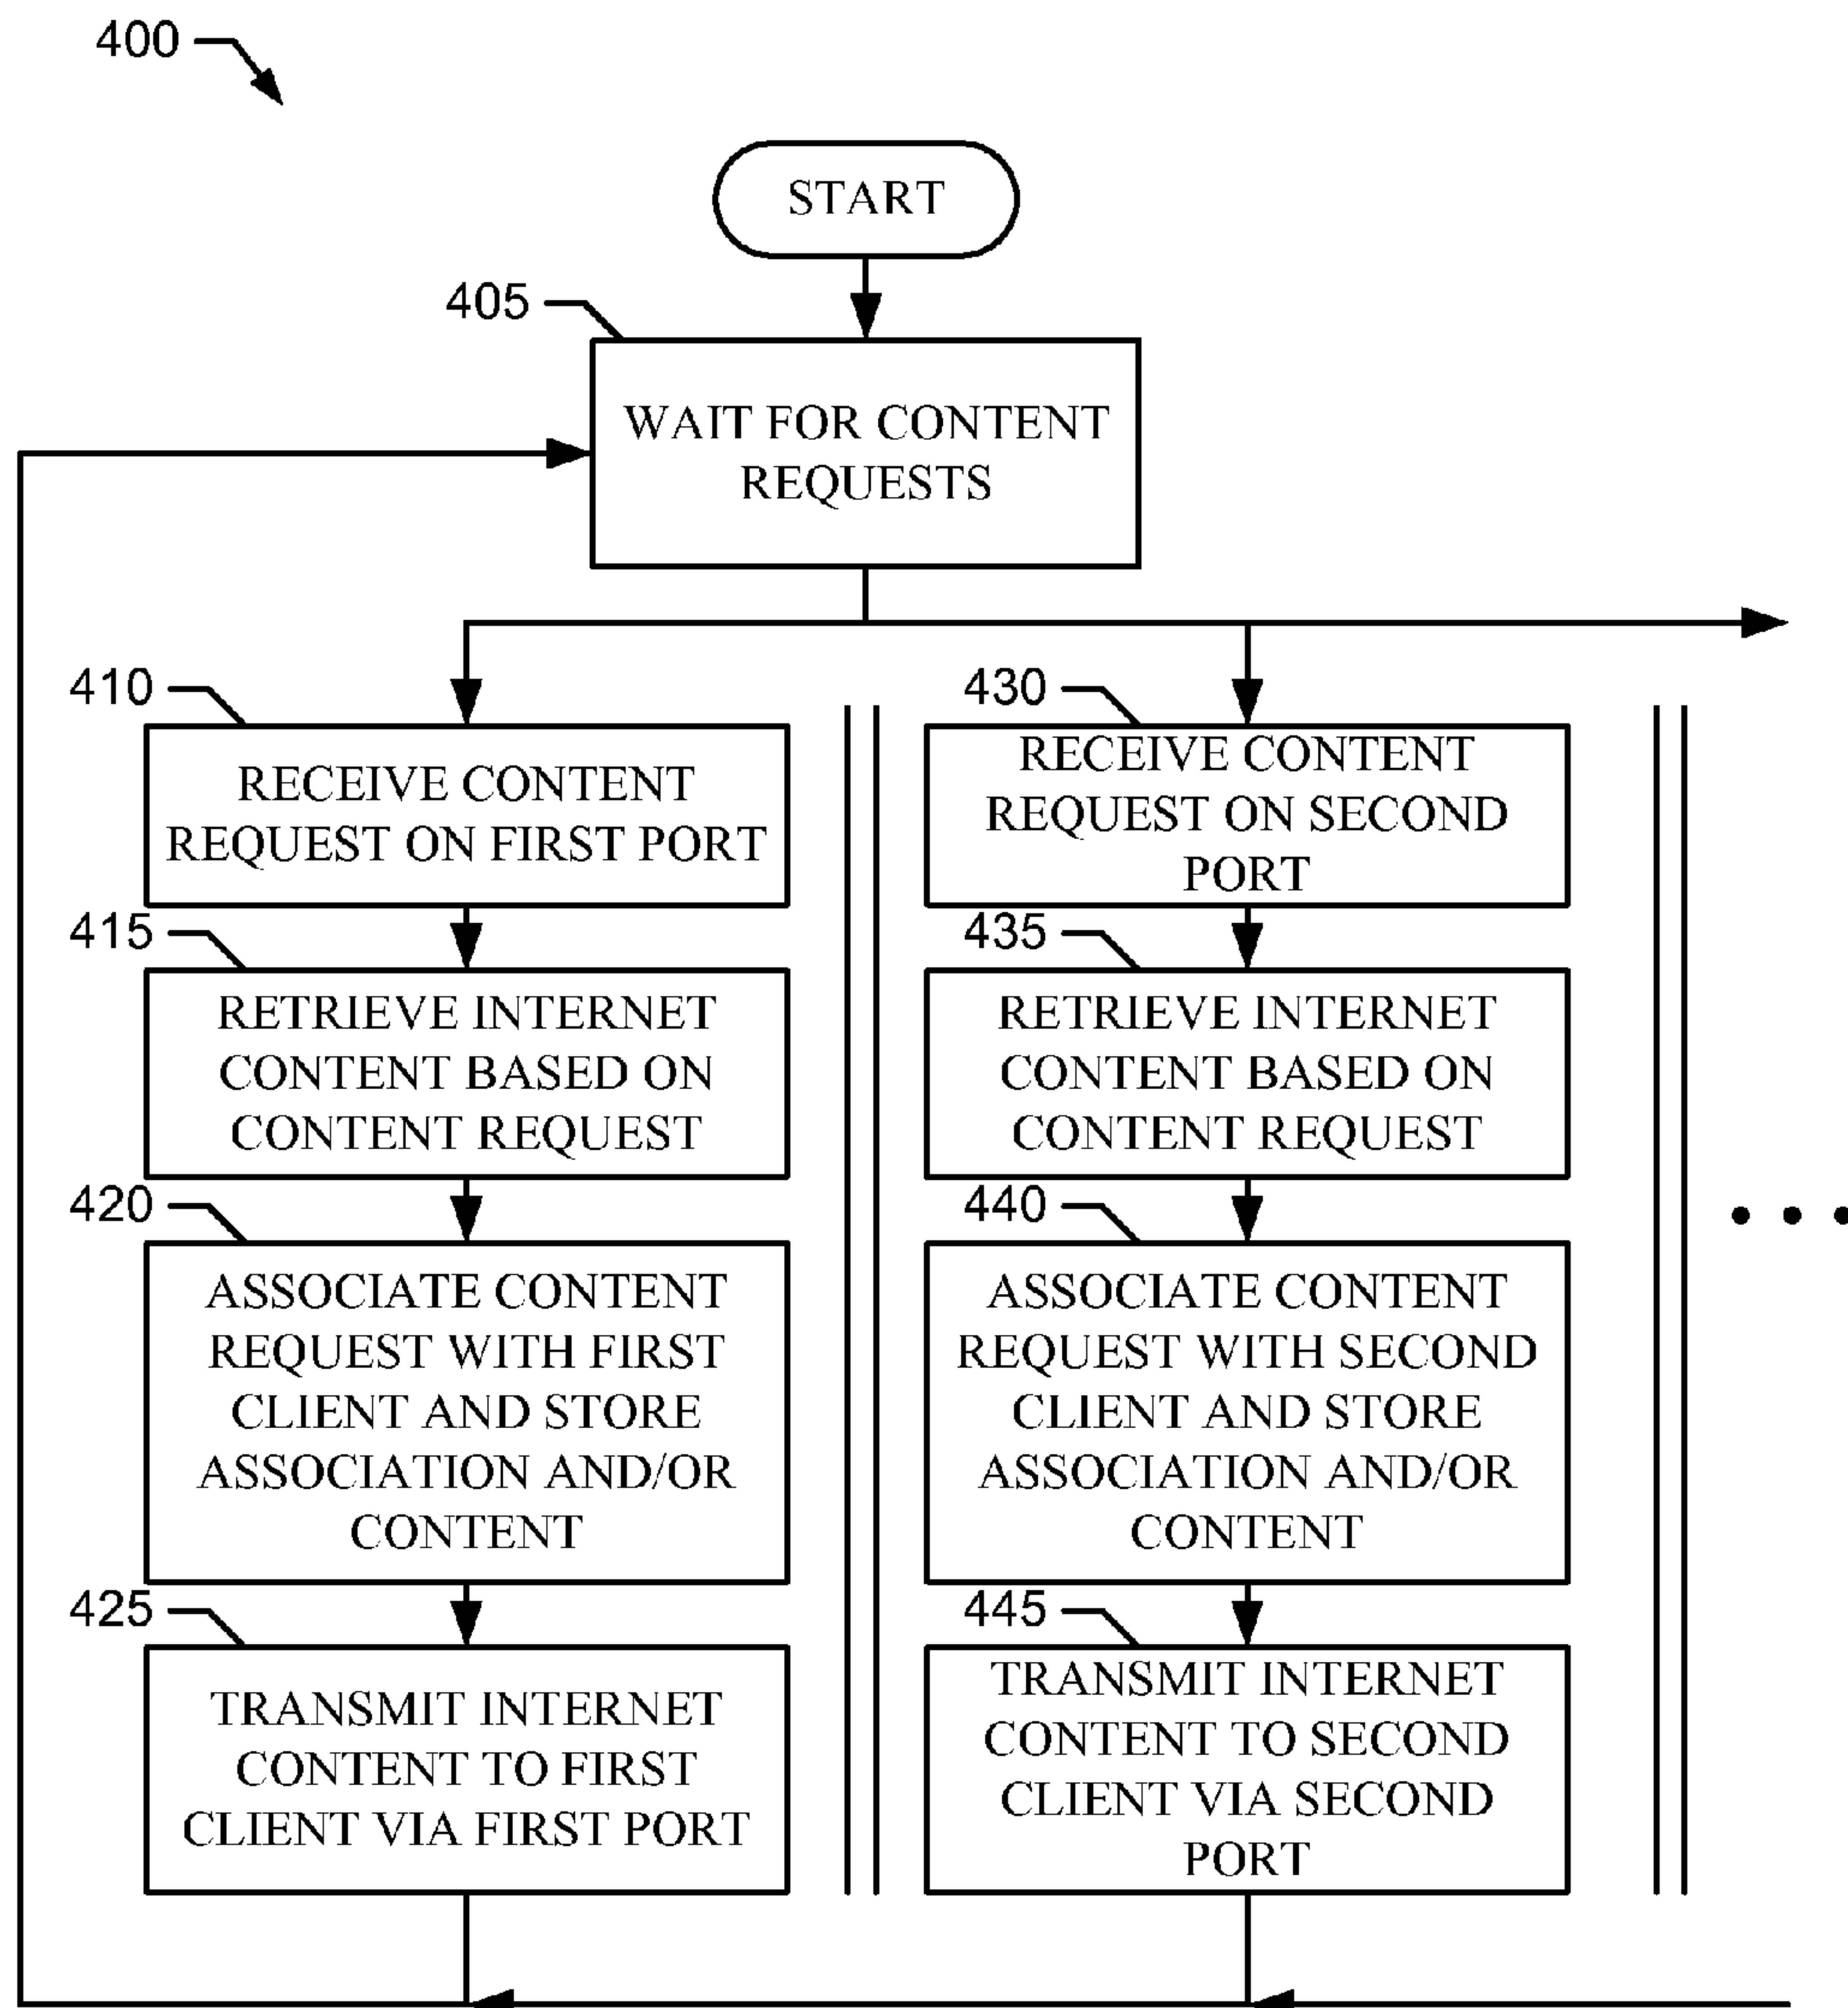 400
START
405
WAIT FOR CONTENT
REQUESTS
410
RECEIVE CONTENT
REQUEST ON FIRST PORT
415
RETRIEVE INTERNET
CONTENT BASED ON
CONTENT REQUEST
420
ASSOCIATE CONTENT
REQUEST WITH FIRST
CLIENT AND STORE
ASSOCIATION AND/OR
CONTENT
425
TRANSMIT INTERNET
CONTENT TO FIRST
CLIENT VIA FIRST PORT
430
RECEIVE CONTENT
REQUEST ON SECOND
PORT
435
RETRIEVE INTERNET
CONTENT BASED ON
CONTENT REQUEST
440
ASSOCIATE CONTENT
REQUEST WITH SECOND
CLIENT AND STORE
ASSOCIATION AND/OR
CONTENT
445
TRANSMIT INTERNET
CONTENT TO SECOND
CLIENT VIA SECOND
PORT